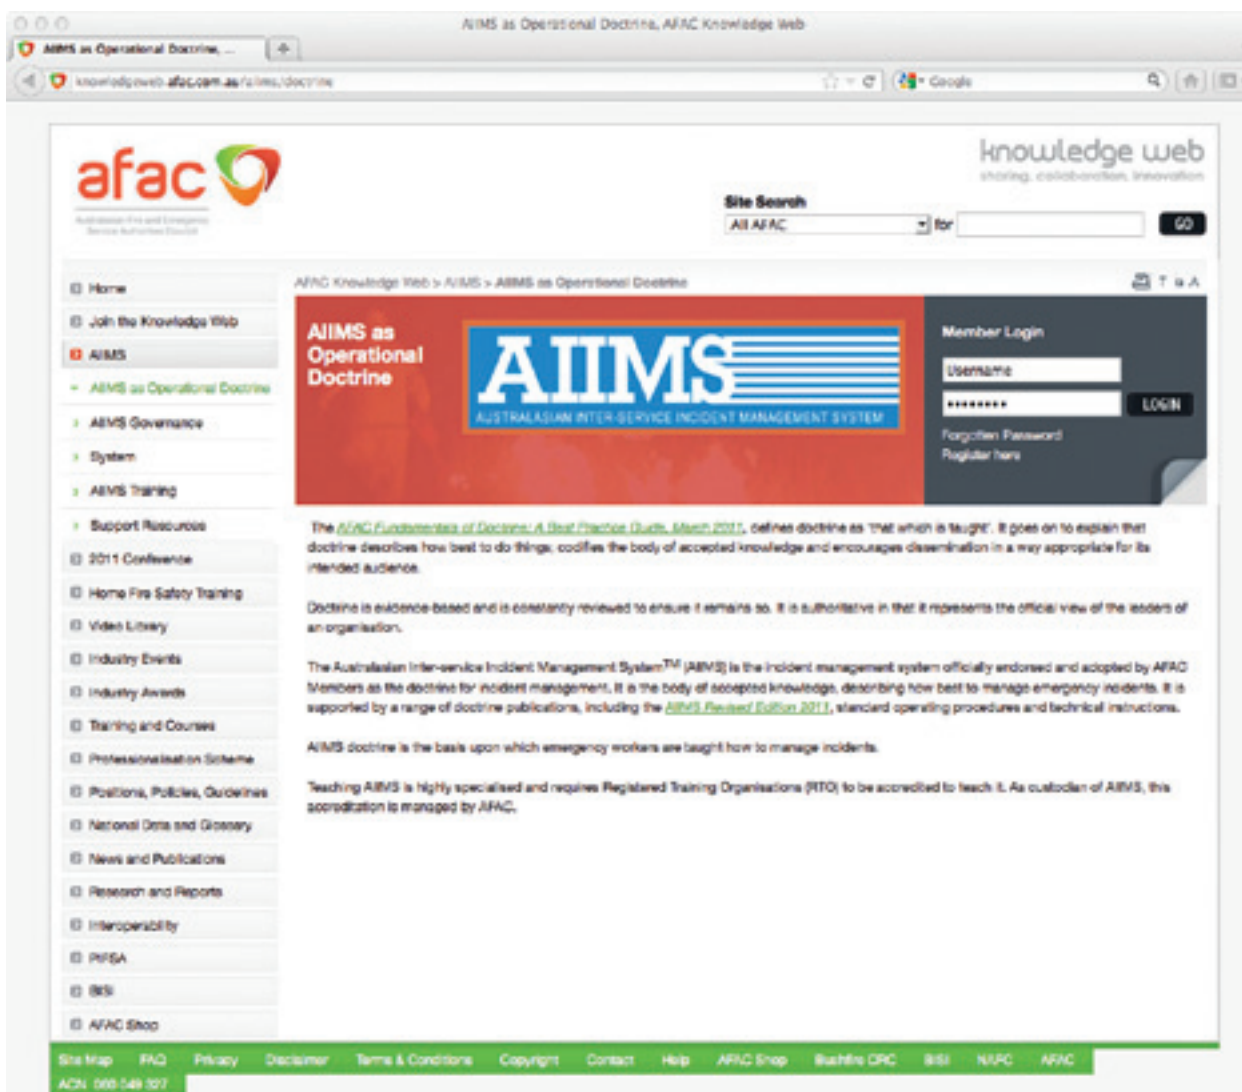 AIIMS as Operational Doctrine, AFAC Knowledge Web
AIIMS as Operational Doctrine, ...
knowledgeweb.afac.com.au/aiims/doctrine
Google
afac
Australasian Fire and Emergency
Service Authorities Council
knowledge web
sharing, collaboration, innovation
Site Search
All AFAC
for
GO
Home
Join the Knowledge Web
AIIMS
AIIMS as Operational Doctrine
AIIMS Governance
System
AIIMS Training
Support Resources
2011 Conference
Home Fire Safety Training
Video Library
Industry Events
Industry Awards
Training and Courses
Professionalisation Scheme
Positions, Policies, Guidelines
National Data and Glossary
News and Publications
Research and Reports
Interoperability
BISI
AFAC Shop
AFAC Knowledge Web > AIIMS > AIIMS as Operational Doctrine
AIIMS as
Operational
Doctrine
AIIMS
AUSTRALASIAN INTER-SERVICE INCIDENT MANAGEMENT SYSTEM
Member Login
Username
LOGIN
Forgotten Password
Register here
The AFAC Fundamentals of Doctrine: A Best Practice Guide, March 2011, defines doctrine as 'that which is taught'. It goes on to explain that
doctrine describes how best to do things, codifies the body of accepted knowledge and encourages dissemination in a way appropriate for its
intended audience.
Doctrine is evidence-based and is constantly reviewed to ensure it remains so. It is authoritative in that it represents the official view of the leaders of
an organisation.
The Australasian Inter-service Incident Management System™ (AIIMS) is the incident management system officially endorsed and adopted by AFAC
Members as the doctrine for incident management. It is the body of accepted knowledge, describing how best to manage emergency incidents. It is
supported by a range of doctrine publications, including the AIIMS Revised Edition 2011, standard operating procedures and technical instructions.
AIIMS doctrine is the basis upon which emergency workers are taught how to manage incidents.
Teaching AIIMS is highly specialised and requires Registered Training Organisations (RTO) to be accredited to teach it. As custodian of AIIMS, this
accreditation is managed by AFAC.
Site Map FAQ Privacy Disclaimer Terms & Conditions Copyright Contact Help AFAC Shop Bushfire CRC BISI NAFC AFAC
ACN